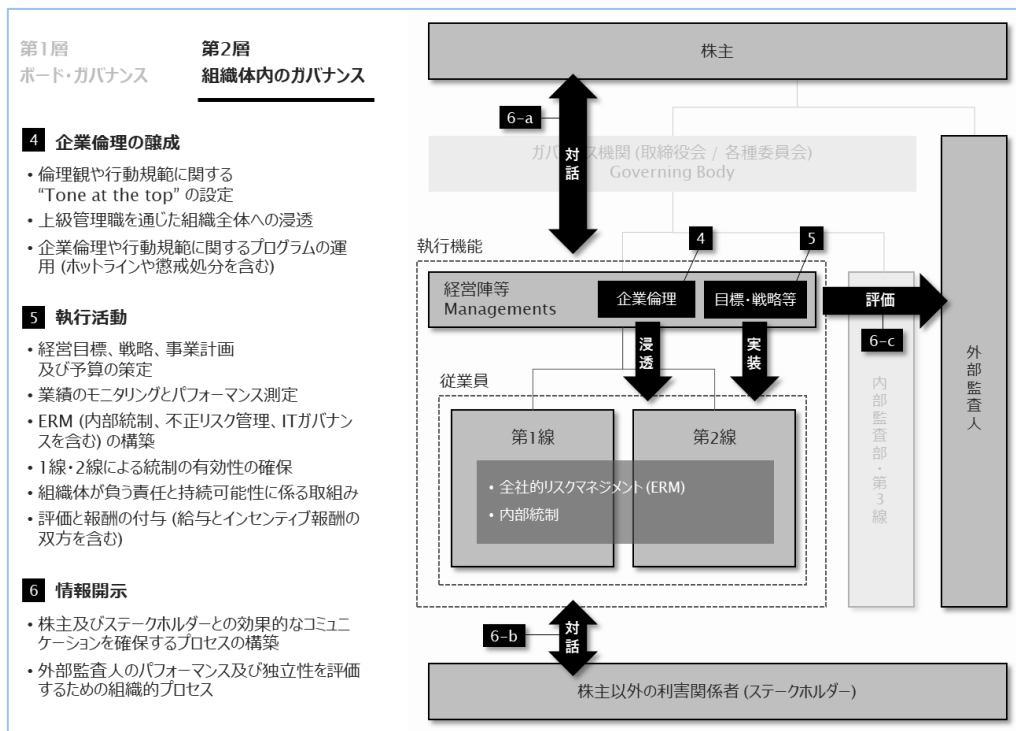 第1層
ボード・ガバナンス
第2層
組織体内のガバナンス
4 企業倫理の醸成
・倫理観や行動規範に関する
“Tone at the top” の設定
・上級管理職を通じた組織全体への浸透
・企業倫理や行動規範に関するプログラムの運
用 (ホットラインや懲戒処分を含む)
5 執行活動
・経営目標、戦略、事業計画
及び予算の策定
・業績のモニタリングとパフォーマンス測定
・ERM (内部統制、不正リスク管理、ITガバナン
スを含む) の構築
・1線・2線による統制の有効性の確保
・組織体が負う責任と持続可能性に係る取組み
・評価と報酬の付与 (給与とインセンティブ報酬の
双方を含む)
6 情報開示
・株主及びステークホルダーとの効果的なコミュニ
ケーションを確保するプロセスの構築
・外部監査人のパフォーマンス及び独立性を評価
するための組織的プロセス
株主
6-a
対話
ガバ ス機関 (取締役会 / 各種委員会)
Governing Body
執行機能
4
5
経営陣等
Managements
企業倫理
目標・戦略等
評価
6-c
浸透
実装
従業員
第1線
第2線
・全社的リスクマネジメント (ERM)
・内部統制
内部監査部・第3線
外部監査人
6-b
対話
株主以外の利害関係者 (ステークホルダー)